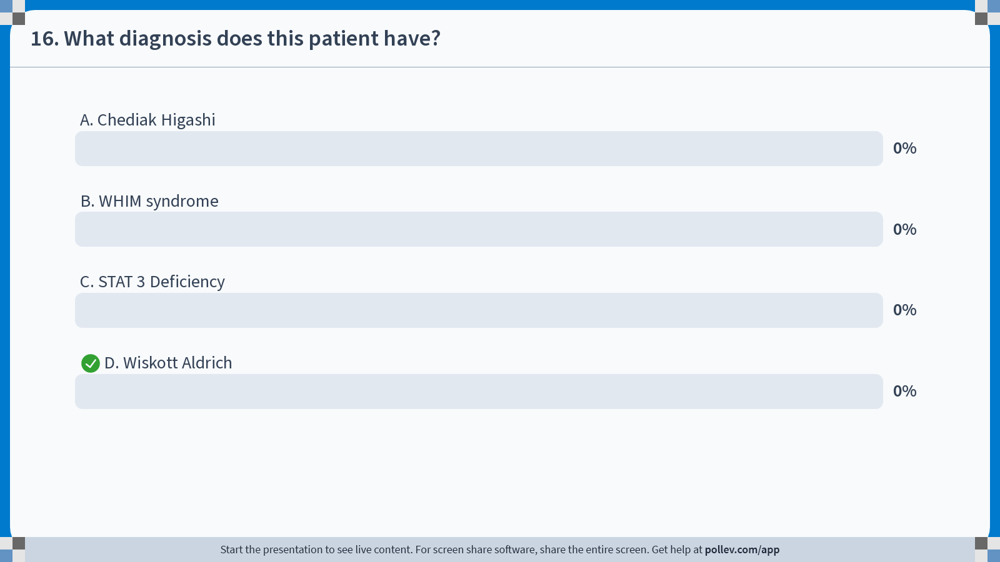 16. What diagnosis does this patient have?
A. Chediak Higashi
0%
B. WHIM syndrome
0%
C. STAT 3 Deficiency
0%
D. Wiskott Aldrich
0%
Start the presentation to see live content. For screen share software, share the entire screen. Get help at pollev.com/app